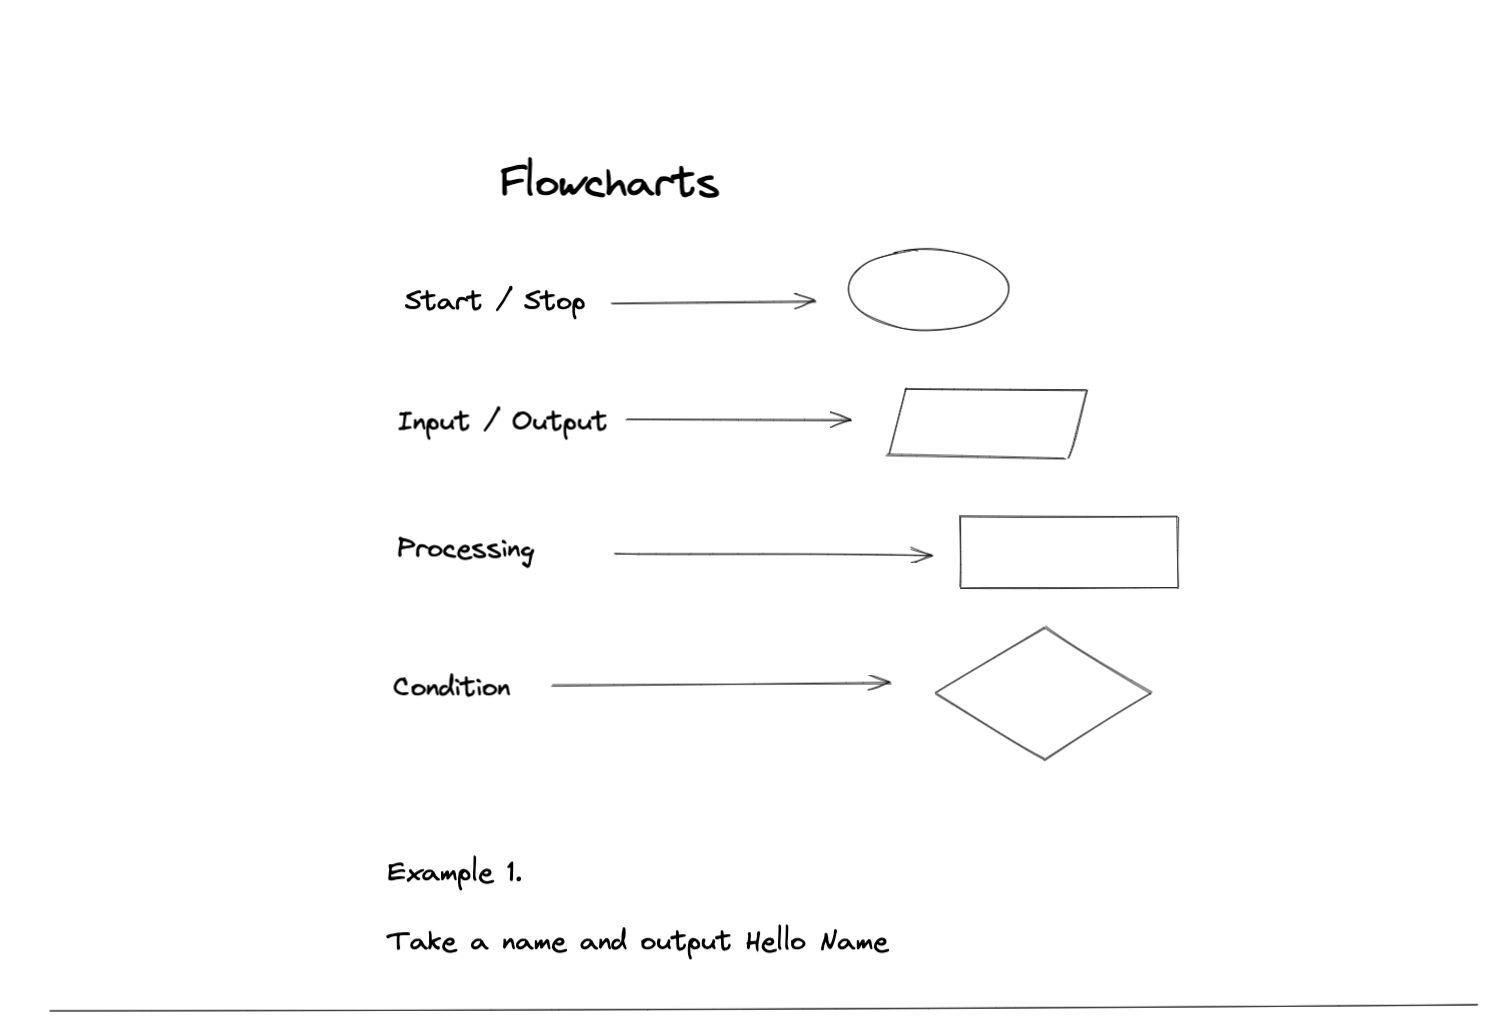 Flowcharts
Start / Stop
Input / Output
Processing
Condition
Example 1.
Take a name and output Hello Name